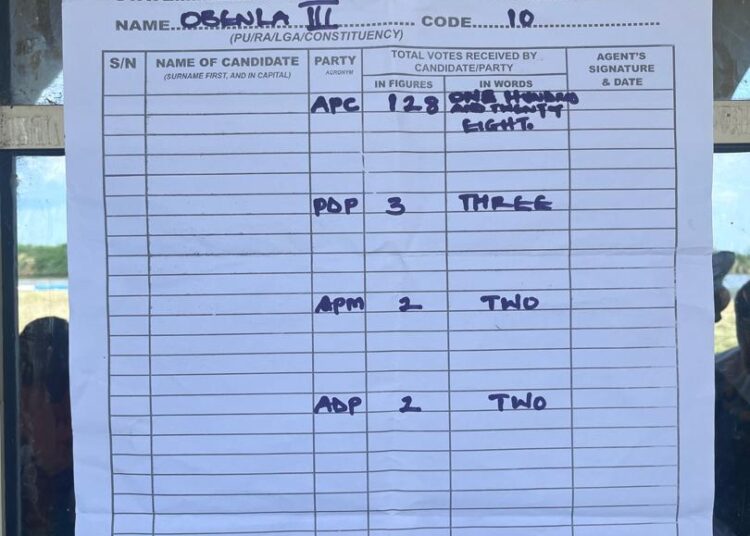 NAME OBENLA III CODE 10
(PU/RA/LGA/CONSTITUENCY)
S/N NAME OF CANDIDATE (SURNAME FIRST, AND IN CAPITAL) PARTY ACRONYM TOTAL VOTES RECEIVED BY CANDIDATE/PARTY AGENT'S SIGNATURE & DATE
IN FIGURES IN WORDS
APC 128 ONE HUNDRED
AND TWENTY
EIGHT.
PDP 3 THREE
APM 2 TWO
ADP 2 TWO